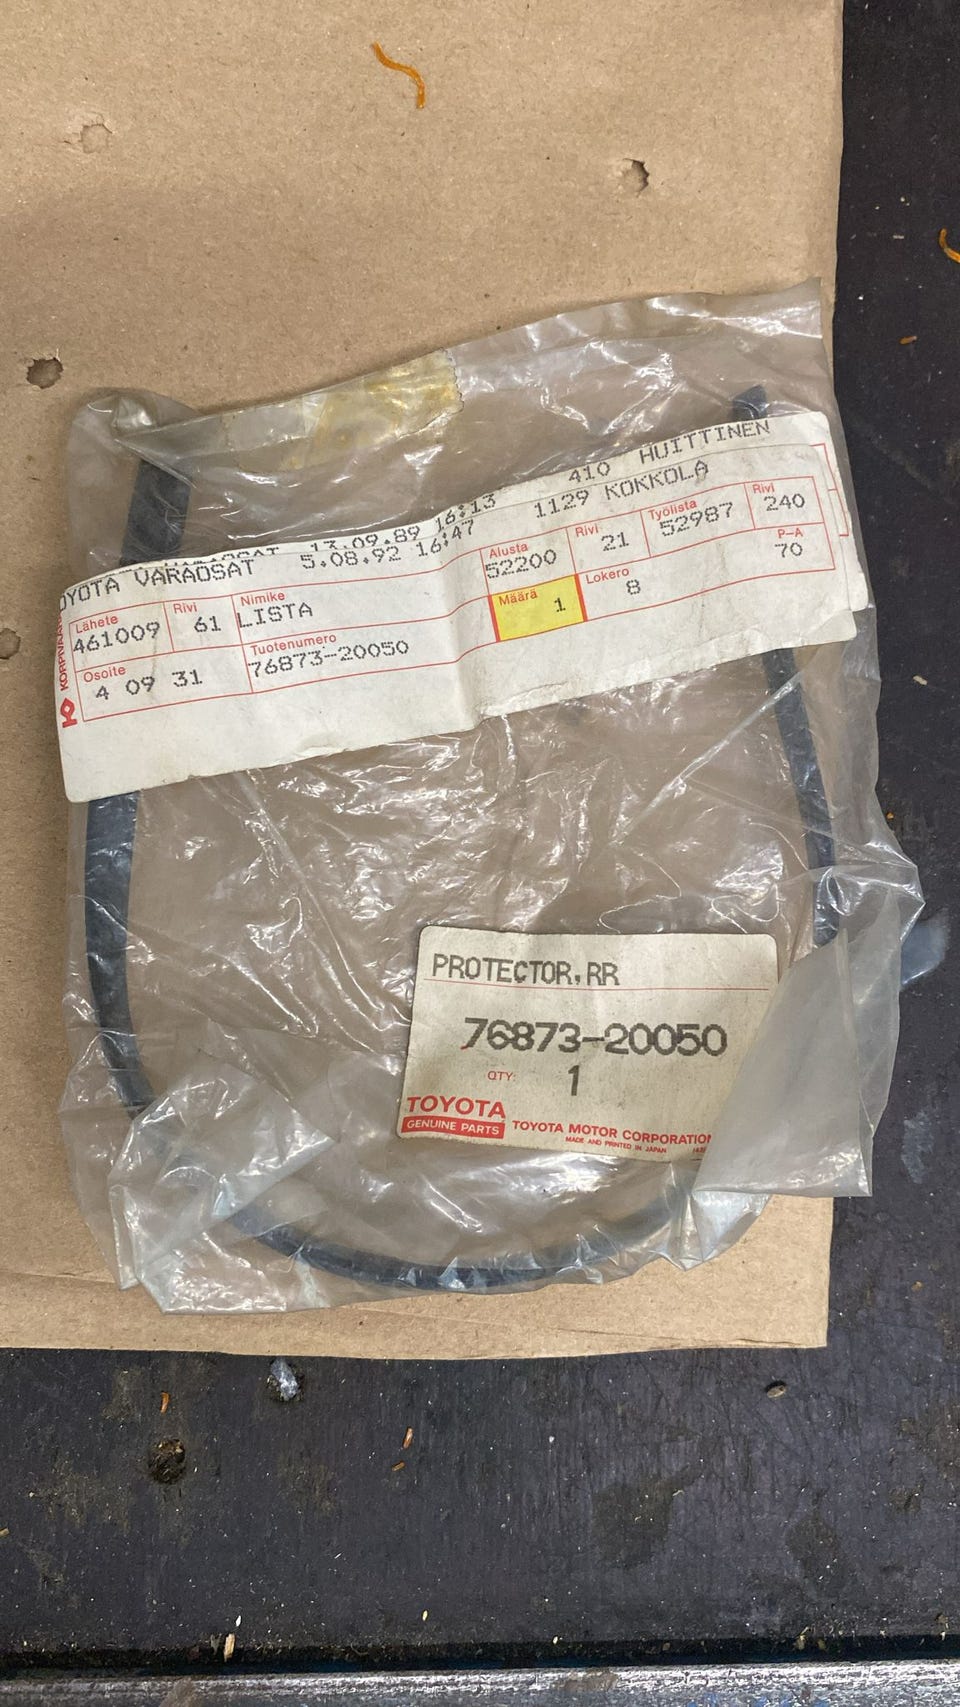 13.09.89 16:13 410 HUITTINEN
TOYOTA VARAOSAT 5.08.92 16:47 1129 KOKKOLA
Lähete Rivi Nimike Alusta Rivi Työlista Rivi
461009 61 LISTA 52200 21 52987 240
Osoite Tuotenumero Määrä Lokero P-A
4 09 31 76873-20050 1 8 70
PROTECTOR,RR
76873-20050
QTY: 1
TOYOTA
GENUINE PARTS
TOYOTA MOTOR CORPORATION
MADE AND PRINTED IN JAPAN